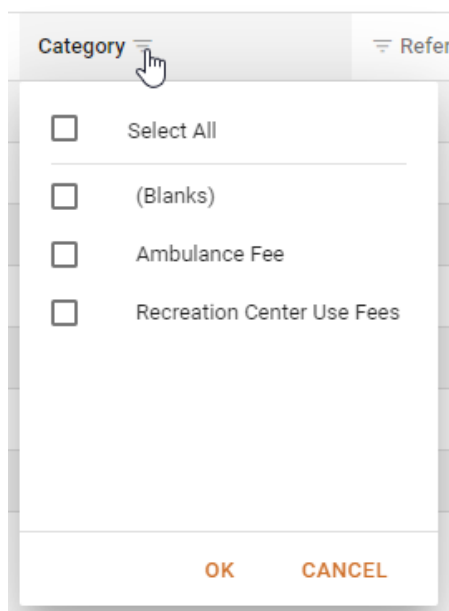 Category
Refer
Select All
(Blanks)
Ambulance Fee
Recreation Center Use Fees
OK CANCEL